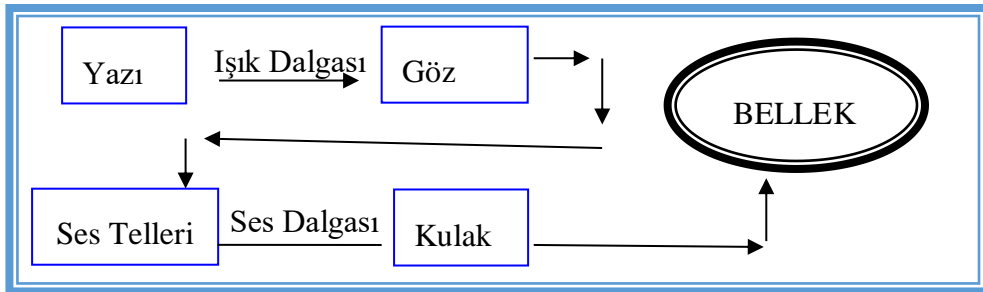 Yazı
Işık Dalgası
Göz
BELLEK
Ses Telleri
Ses Dalgası
Kulak